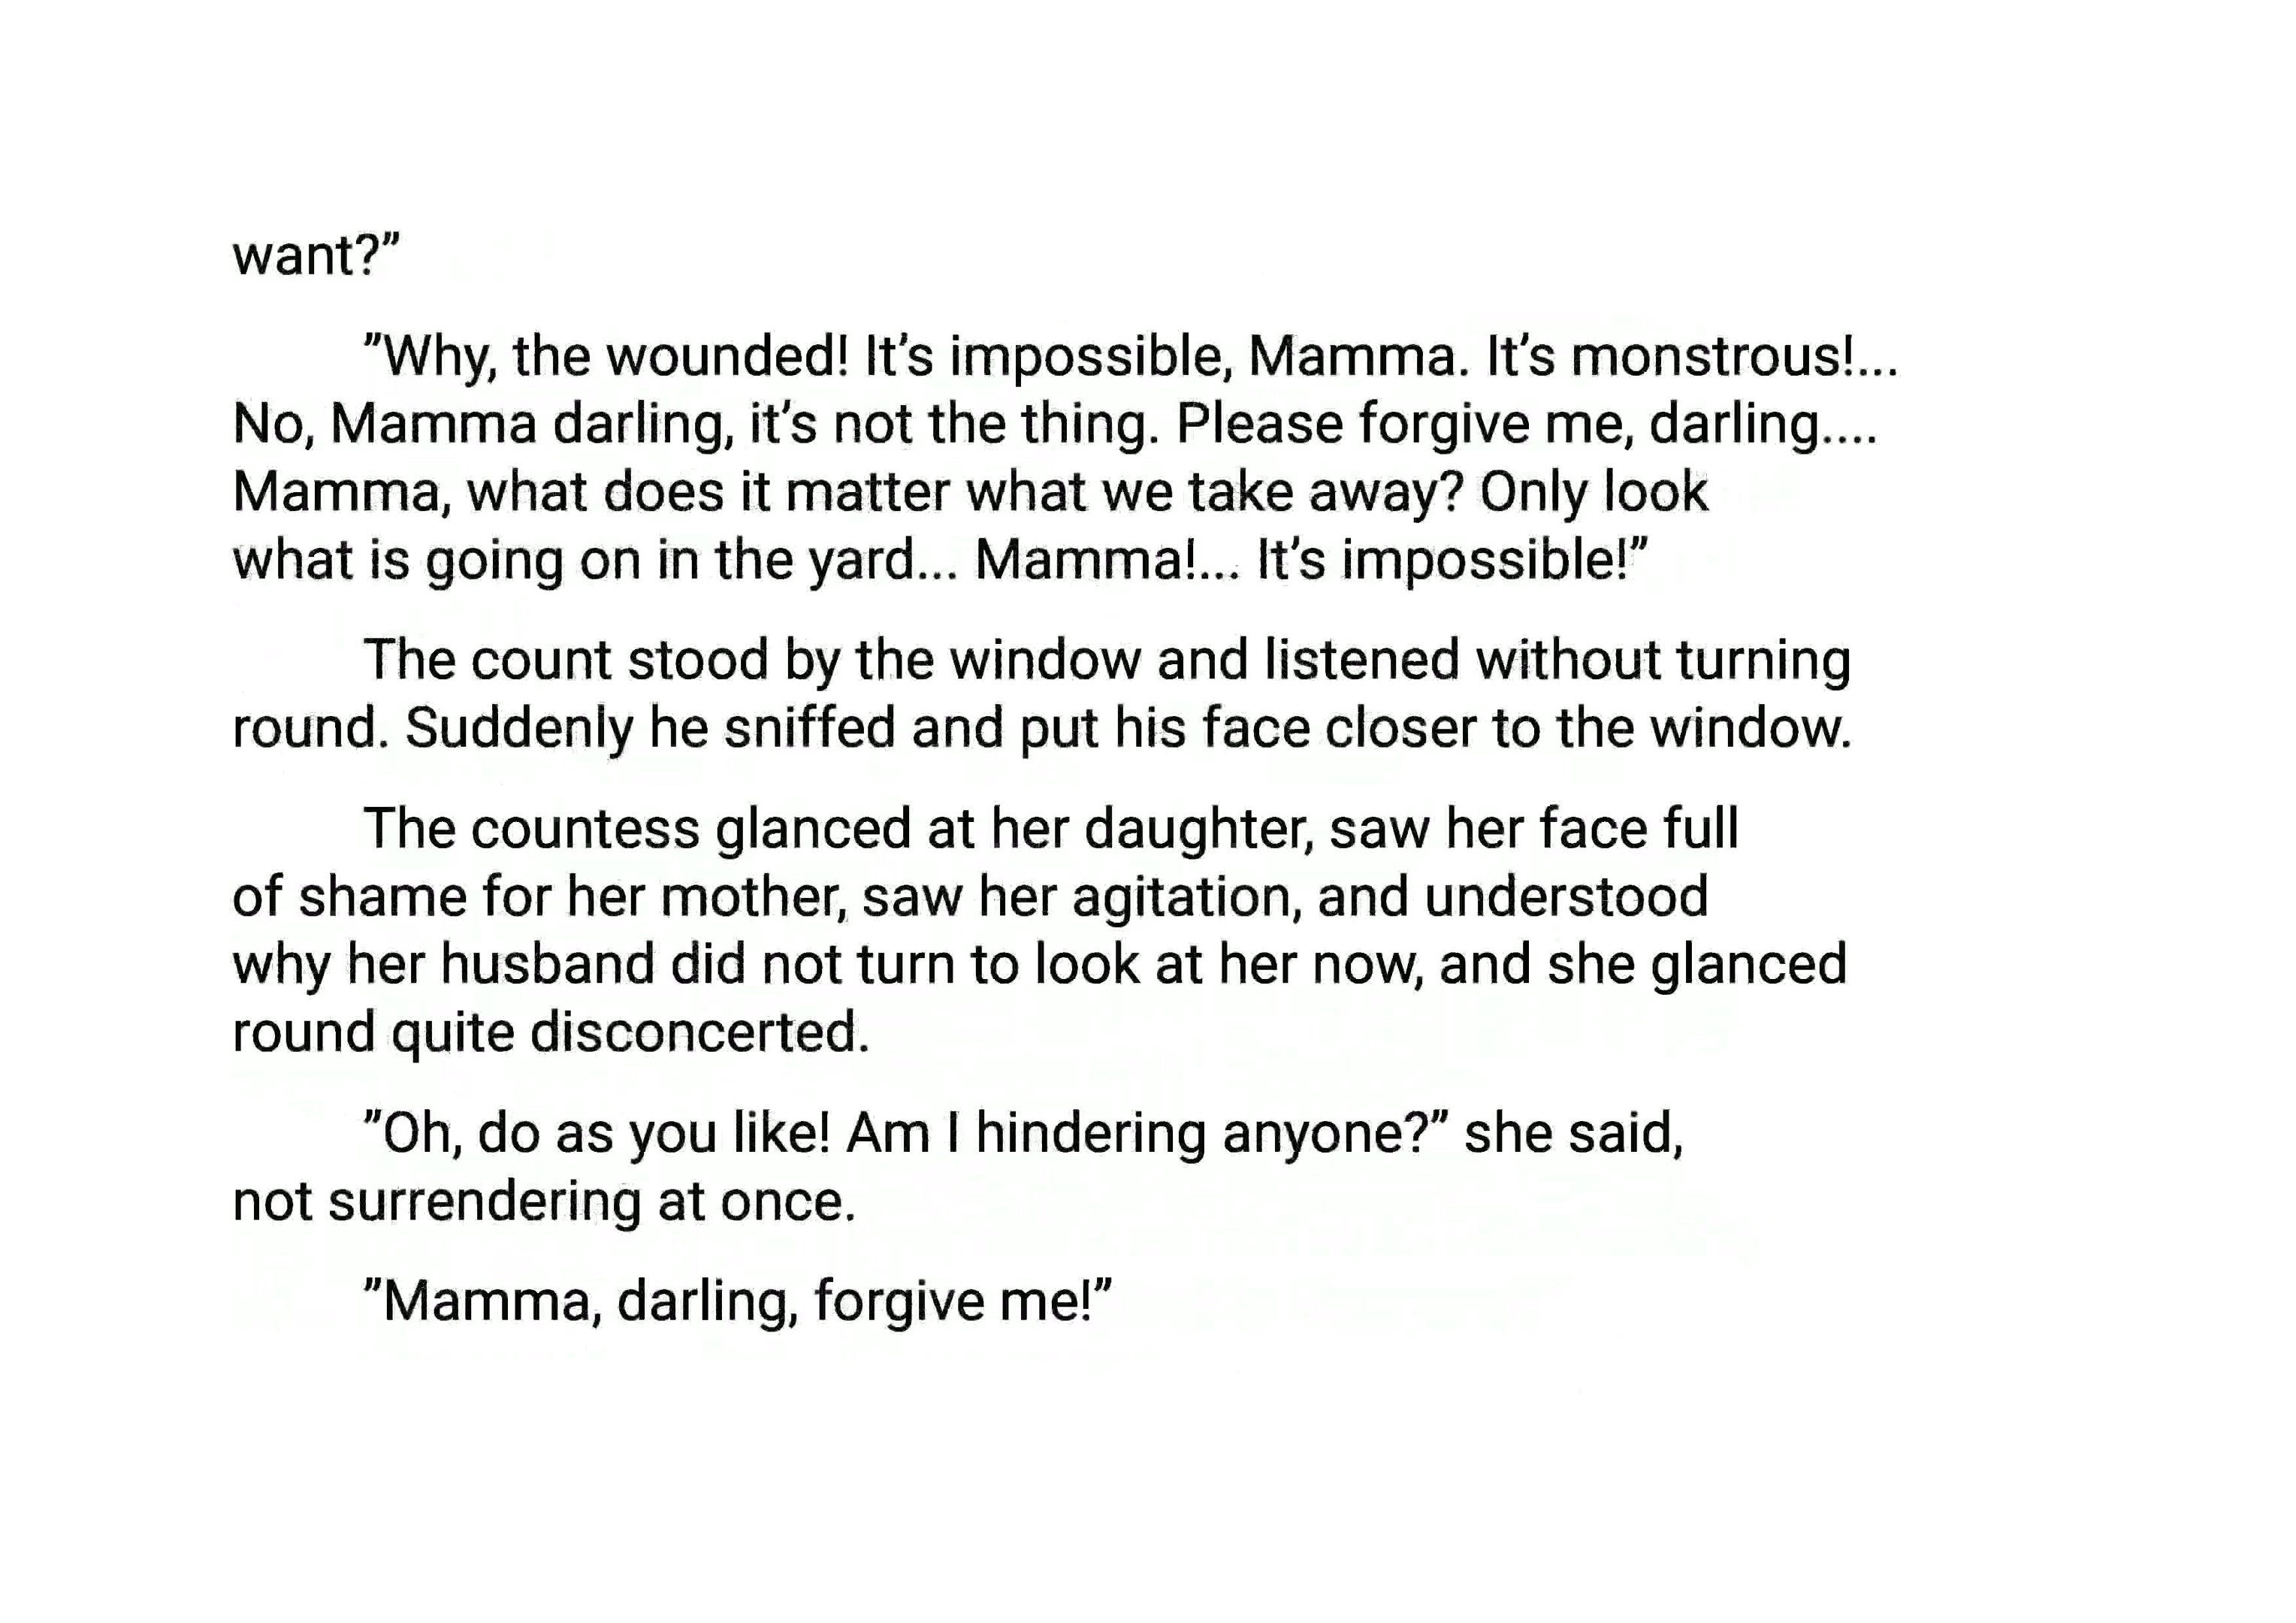 want?”
”Why, the wounded! It’s impossible, Mamma. It’s monstrous!...
No, Mamma darling, it’s not the thing. Please forgive me, darling....
Mamma, what does it matter what we take away? Only look
what is going on in the yard... Mamma!... It’s impossible!”
The count stood by the window and listened without turning
round. Suddenly he sniffed and put his face closer to the window.
The countess glanced at her daughter, saw her face full
of shame for her mother, saw her agitation, and understood
why her husband did not turn to look at her now, and she glanced
round quite disconcerted.
”Oh, do as you like! Am I hindering anyone?” she said,
not surrendering at once.
”Mamma, darling, forgive me!”